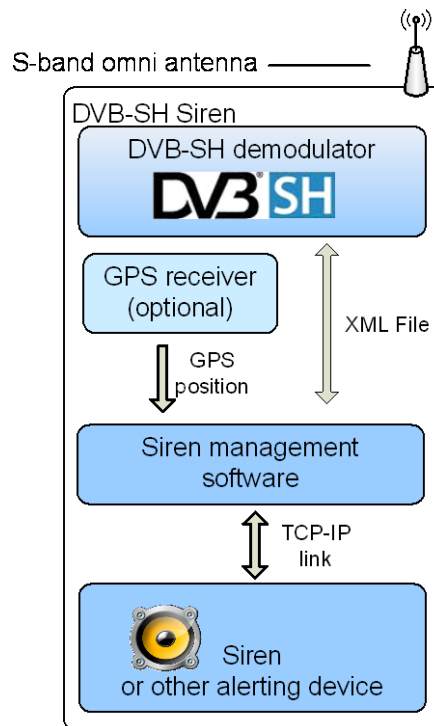 S-band omni antenna
DVB-SH Siren
DVB-SH demodulator
DVB® SH
GPS receiver
(optional)
XML File
GPS
position
Siren management
software
TCP-IP
link
Siren
or other alerting device